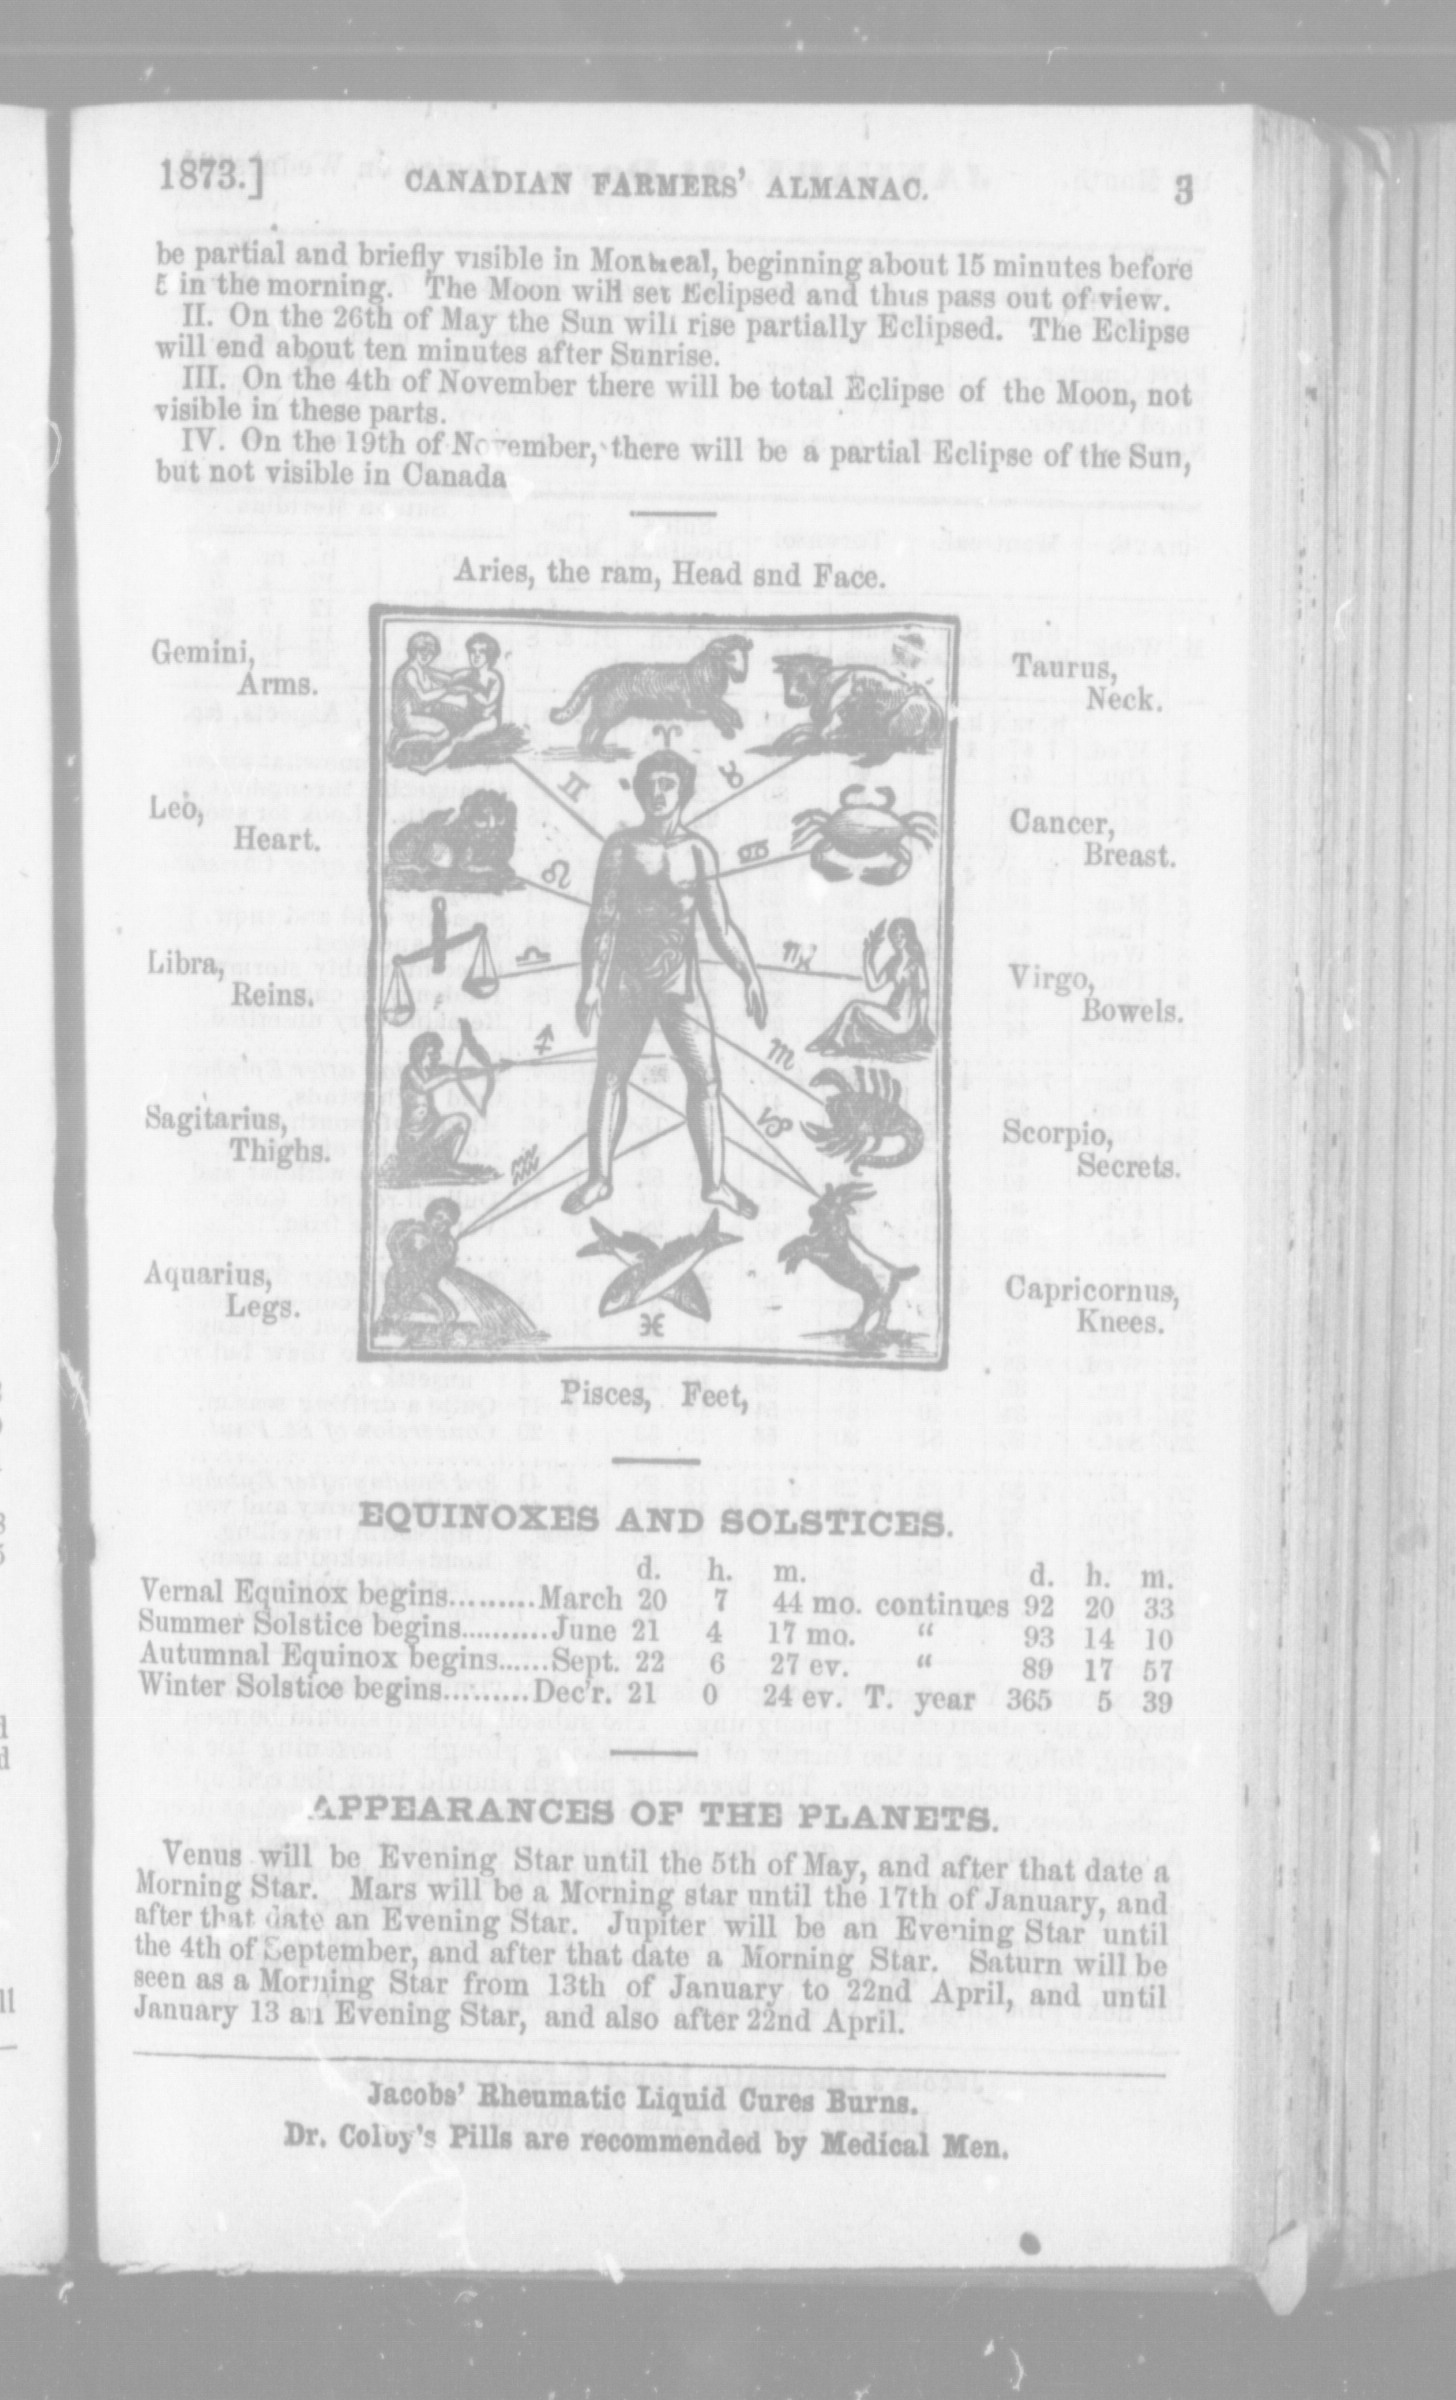 1873.] CANADIAN FARMERS' ALMANAC. 3
be partial and briefly visible in Montreal, beginning about 15 minutes before
5 in the morning. The Moon will set Eclipsed and thus pass out of view.
II. On the 26th of May the Sun will rise partially Eclipsed. The Eclipse
will end about ten minutes after Sunrise.
III. On the 4th of November there will be total Eclipse of the Moon, not
visible in these parts.
IV. On the 19th of November, there will be a partial Eclipse of the Sun,
but not visible in Canada
Aries, the ram, Head snd Face.
Gemini,
Arms.
Taurus,
Neck.
Leo,
Heart.
Cancer,
Breast.
Libra,
Reins.
Virgo,
Bowels.
Sagitarius,
Thighs.
Scorpio,
Secrets.
Aquarius,
Legs.
Capricornus,
Knees.
♈
♊ ♉
♌ ♋
♎ ♍
♐ ♏
♒ ♑
♓
Pisces, Feet,
EQUINOXES AND SOLSTICES.
d. h. m. d. h. m.
Vernal Equinox begins.........March 20 7 44 mo. continues 92 20 33
Summer Solstice begins..........June 21 4 17 mo. “ 93 14 10
Autumnal Equinox begins......Sept. 22 6 27 ev. “ 89 17 57
Winter Solstice begins.........Dec'r. 21 0 24 ev. T. year 365 5 39
APPEARANCES OF THE PLANETS.
Venus will be Evening Star until the 5th of May, and after that date a
Morning Star. Mars will be a Morning star until the 17th of January, and
after that date an Evening Star. Jupiter will be an Evening Star until
the 4th of September, and after that date a Morning Star. Saturn will be
seen as a Morning Star from 13th of January to 22nd April, and until
January 13 an Evening Star, and also after 22nd April.
Jacobs' Rheumatic Liquid Cures Burns.
Dr. Colby's Pills are recommended by Medical Men.